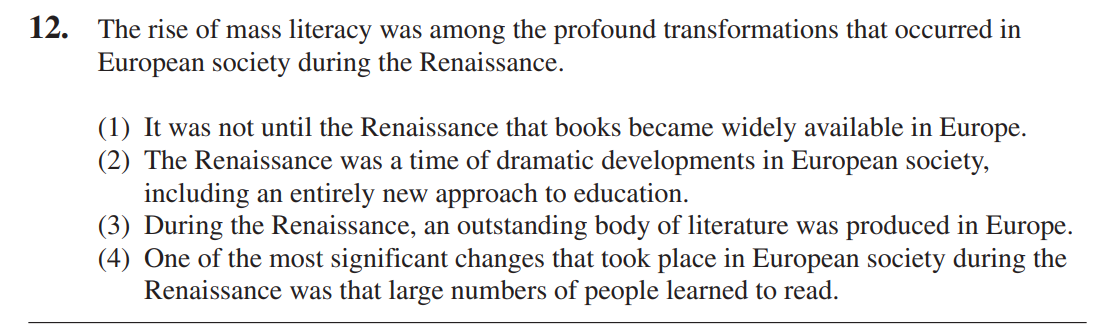 12. The rise of mass literacy was among the profound transformations that occurred in
European society during the Renaissance.
(1) It was not until the Renaissance that books became widely available in Europe.
(2) The Renaissance was a time of dramatic developments in European society,
including an entirely new approach to education.
(3) During the Renaissance, an outstanding body of literature was produced in Europe.
(4) One of the most significant changes that took place in European society during the
Renaissance was that large numbers of people learned to read.